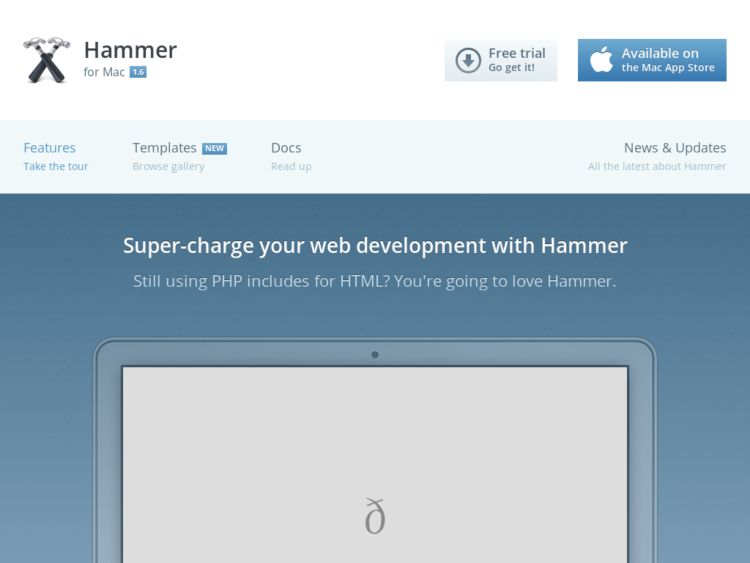 Hammer
for Mac 1.6
Free trial
Go get it!
Available on
the Mac App Store
Features
Take the tour
Templates NEW
Browse gallery
Docs
Read up
News & Updates
All the latest about Hammer
Super-charge your web development with Hammer
Still using PHP includes for HTML? You're going to love Hammer.
ð